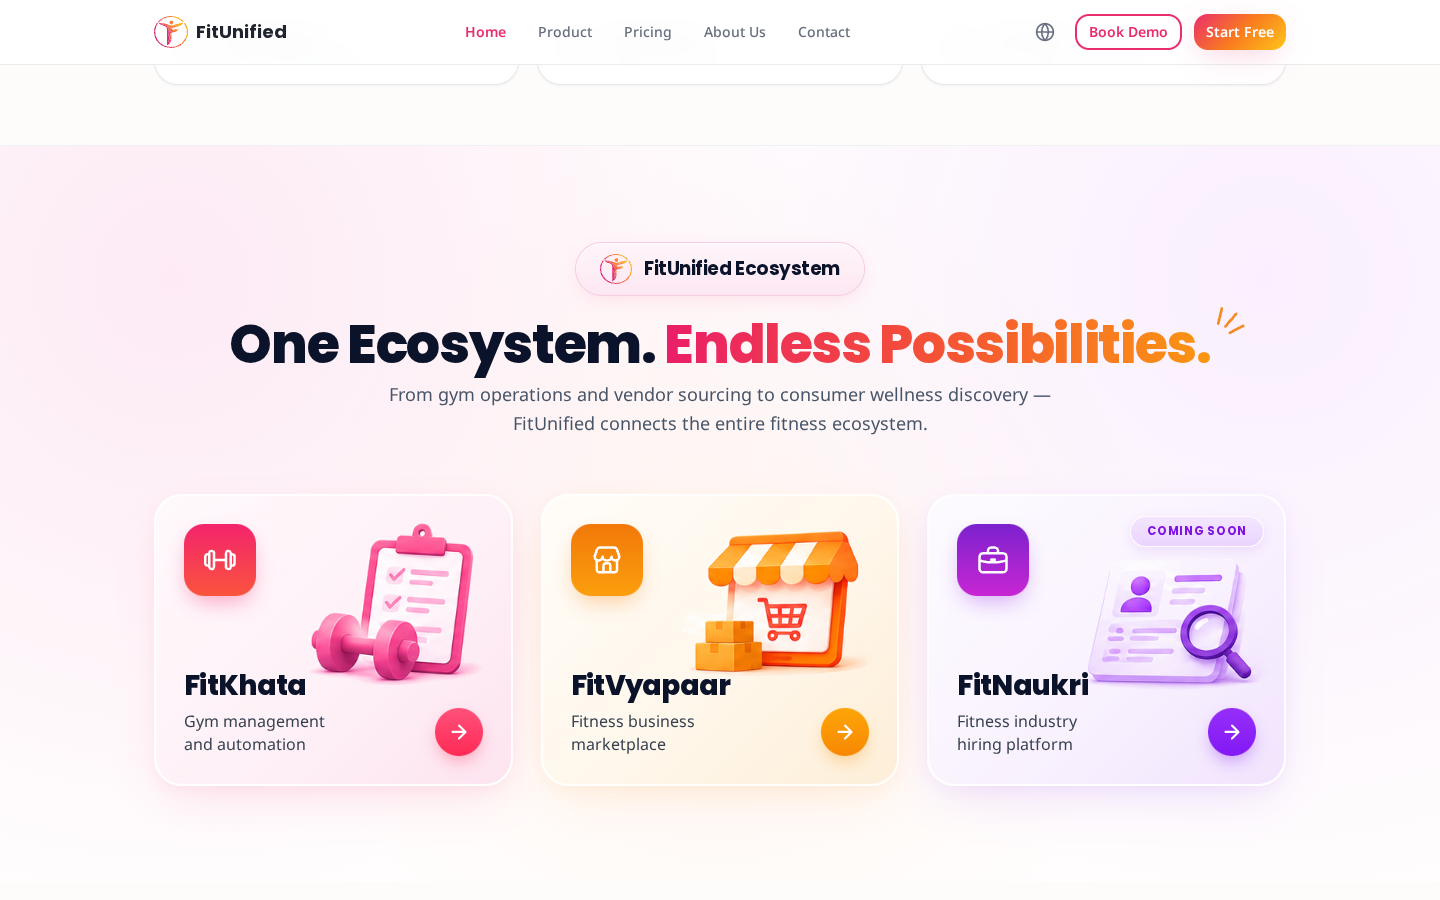 FitUnified
Home
Product
Pricing
About Us
Contact
Book Demo
Start Free
FitUnified Ecosystem
One Ecosystem. Endless Possibilities.
From gym operations and vendor sourcing to consumer wellness discovery —
FitUnified connects the entire fitness ecosystem.
FitKhata
Gym management
and automation
FitVyapaar
Fitness business
marketplace
COMING SOON
FitNaukri
Fitness industry
hiring platform